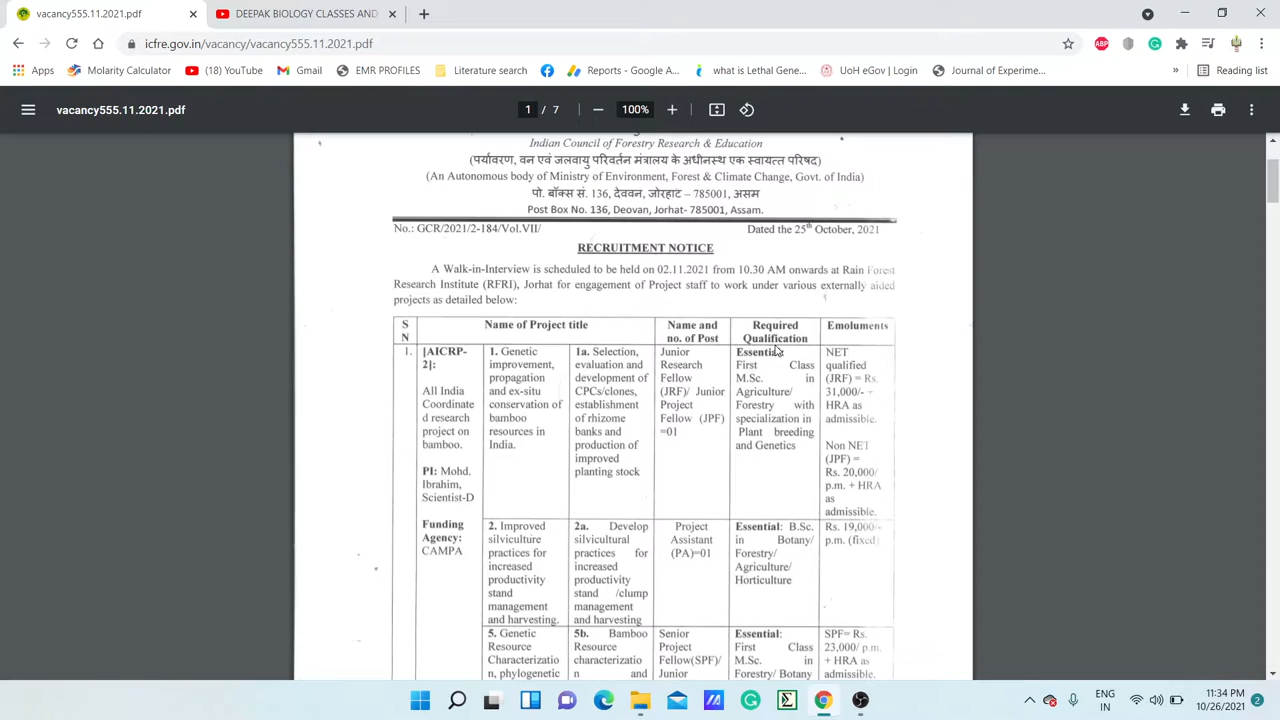 vacancy555.11.2021.pdf
DEEPAK BIOLOGY CLASSES AND
icfre.gov.in/vacancy/vacancy555.11.2021.pdf
ABP
Apps
Molarity Calculator
(18) YouTube
Gmail
EMR PROFILES
Literature search
Reports - Google A...
what is Lethal Gene...
UoH eGov | Login
Journal of Experime...
»
Reading list
vacancy555.11.2021.pdf
1 / 7
100%
Indian Council of Forestry Research & Education
(पर्यावरण, वन एवं जलवायु परिवर्तन मंत्रालय के अधीनस्थ एक स्वायत्त परिषद)
(An Autonomous body of Ministry of Environment, Forest & Climate Change, Govt. of India)
पो. बॉक्स सं. 136, देववन, जोरहाट – 785001, असम
Post Box No. 136, Deovan, Jorhat- 785001, Assam.
No.: GCR/2021/2-184/Vol.VII/
Dated the 25th October, 2021
RECRUITMENT NOTICE
A Walk-in-Interview is scheduled to be held on 02.11.2021 from 10.30 AM onwards at Rain Forest
Research Institute (RFRI), Jorhat for engagement of Project staff to work under various externally aided
projects as detailed below:
S
N
Name of Project title
Name and
no. of Post
Required
Qualification
Emoluments
1.
[AICRP-
2]:
All India
Coordinate
d research
project on
bamboo.
PI: Mohd.
Ibrahim,
Scientist-D
Funding
Agency:
CAMPA
1. Genetic
improvement,
propagation
and ex-situ
conservation of
bamboo
resources in
India.
1a. Selection,
evaluation and
development of
CPCs/clones,
establishment
of rhizome
banks and
production of
improved
planting stock
Junior
Research
Fellow
(JRF)/ Junior
Project
Fellow (JPF)
=01
Essential:
First Class
M.Sc. in
Agriculture/
Forestry with
specialization in
Plant breeding
and Genetics
NET
qualified
(JRF) = Rs.
31,000/- +
HRA as
admissible.
Non NET
(JPF) =
Rs. 20,000/
p.m. + HRA
as
admissible.
2. Improved
silviculture
practices for
increased
productivity
stand
management
and harvesting.
2a. Develop
silvicultural
practices for
increased
productivity
stand /clump
management
and harvesting
Project
Assistant
(PA)=01
Essential: B.Sc.
in Botany/
Forestry/
Agriculture/
Horticulture
Rs. 19,000/-
p.m. (fixed)
5. Genetic
Resource
Characterizatio
n, phylogenetic
5b. Bamboo
Resource
characterizatio
n and
Senior
Project
Fellow(SPF)/
Junior
Essential:
First Class
M.Sc. in
Forestry/ Botany
SPF= Rs.
23,000/ p.m.
+ HRA as
admissible.
ENG
IN
11:34 PM
10/26/2021
2